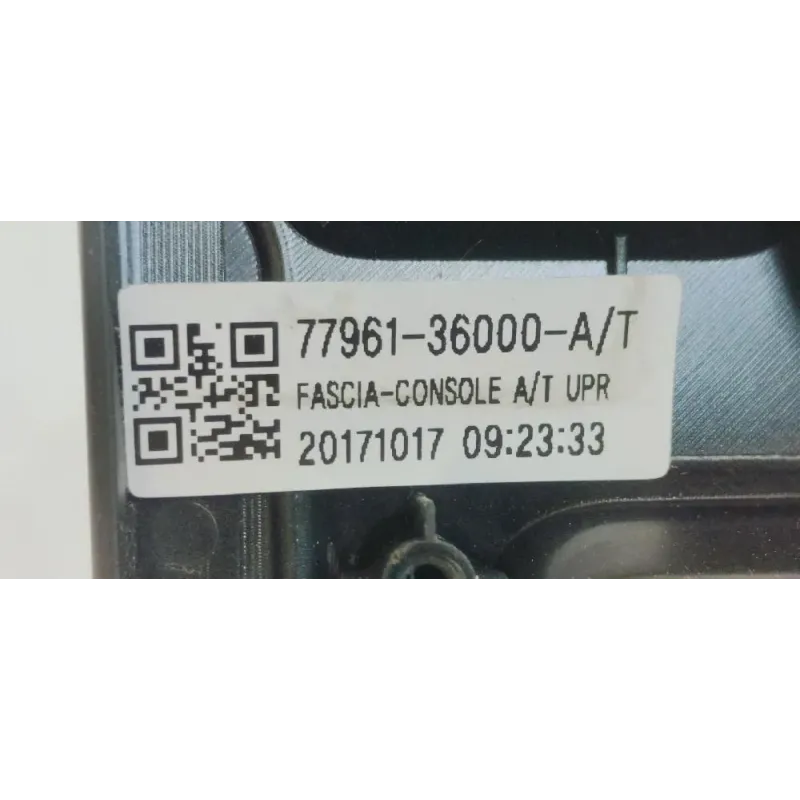 77961-36000-A/T
FASCIA-CONSOLE A/T UPR
20171017 09:23:33